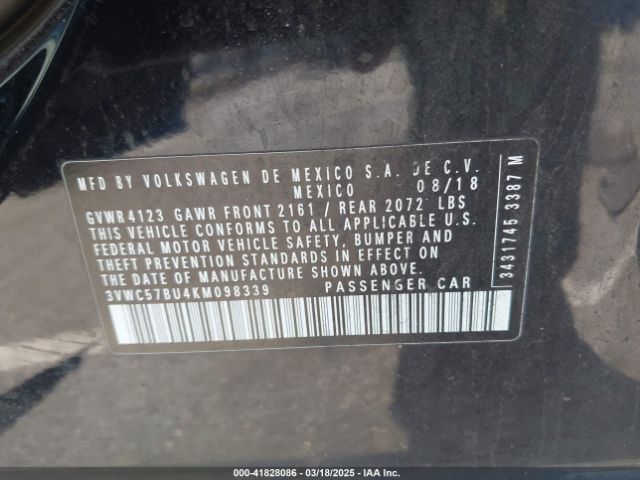 MFD BY VOLKSWAGEN DE MEXICO S.A. DE C.V.
MEXICO 08/18
GVWR4123 GAWR FRONT 2161 / REAR 2072 LBS
THIS VEHICLE CONFORMS TO ALL APPLICABLE U.S.
FEDERAL MOTOR VEHICLE SAFETY, BUMPER AND
THEFT PREVENTION STANDARDS IN EFFECT ON
THE DATE OF MANUFACTURE SHOWN ABOVE.
3VWC57BU4KM098339 PASSENGER CAR
3431745 3387 M
000-41828086 — 03/18/2025 — IAA Inc.